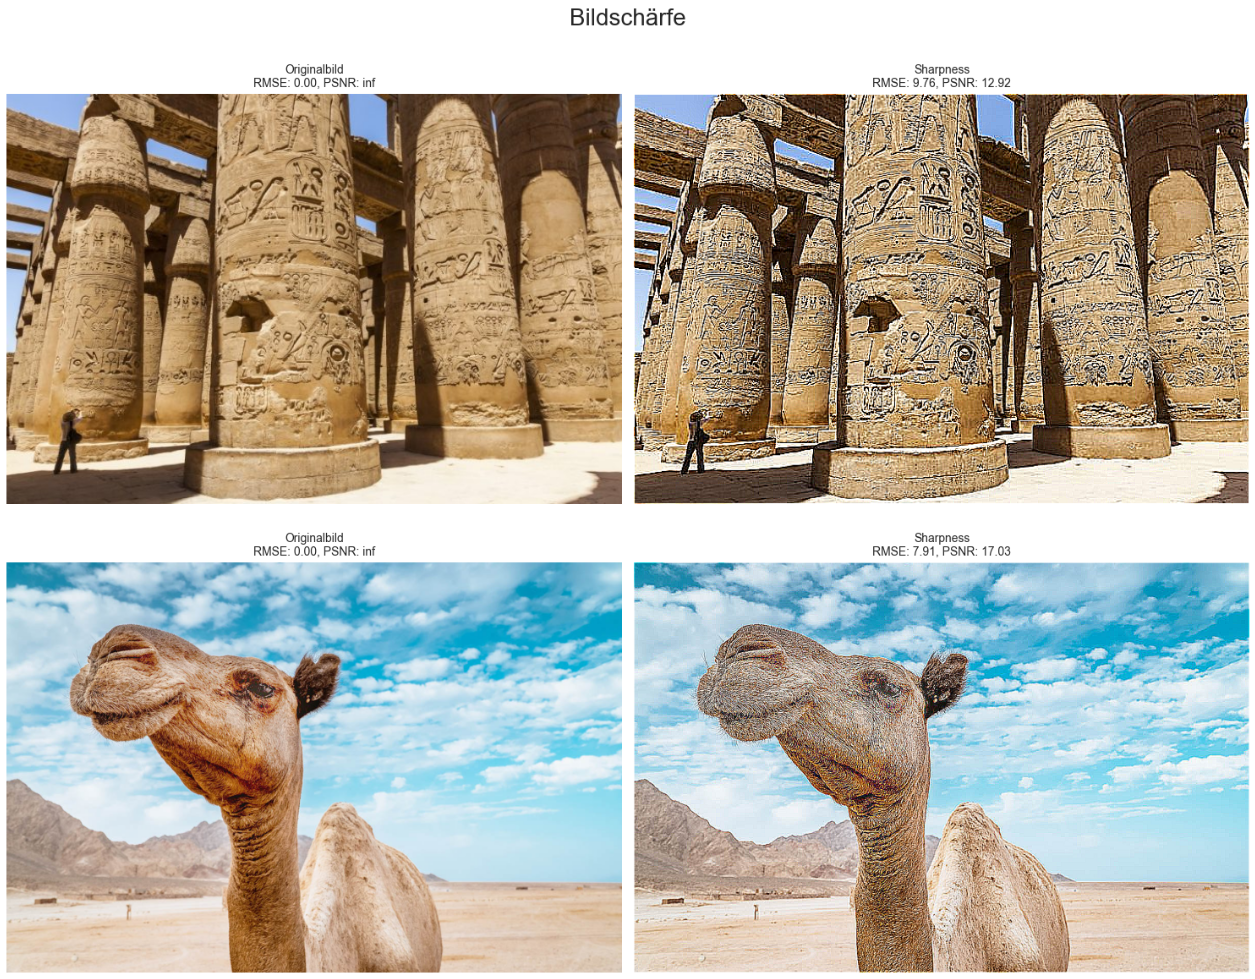 Bildschärfe
Originalbild
RMSE: 0.00, PSNR: inf
Sharpness
RMSE: 9.76, PSNR: 12.92
Originalbild
RMSE: 0.00, PSNR: inf
Sharpness
RMSE: 7.91, PSNR: 17.03